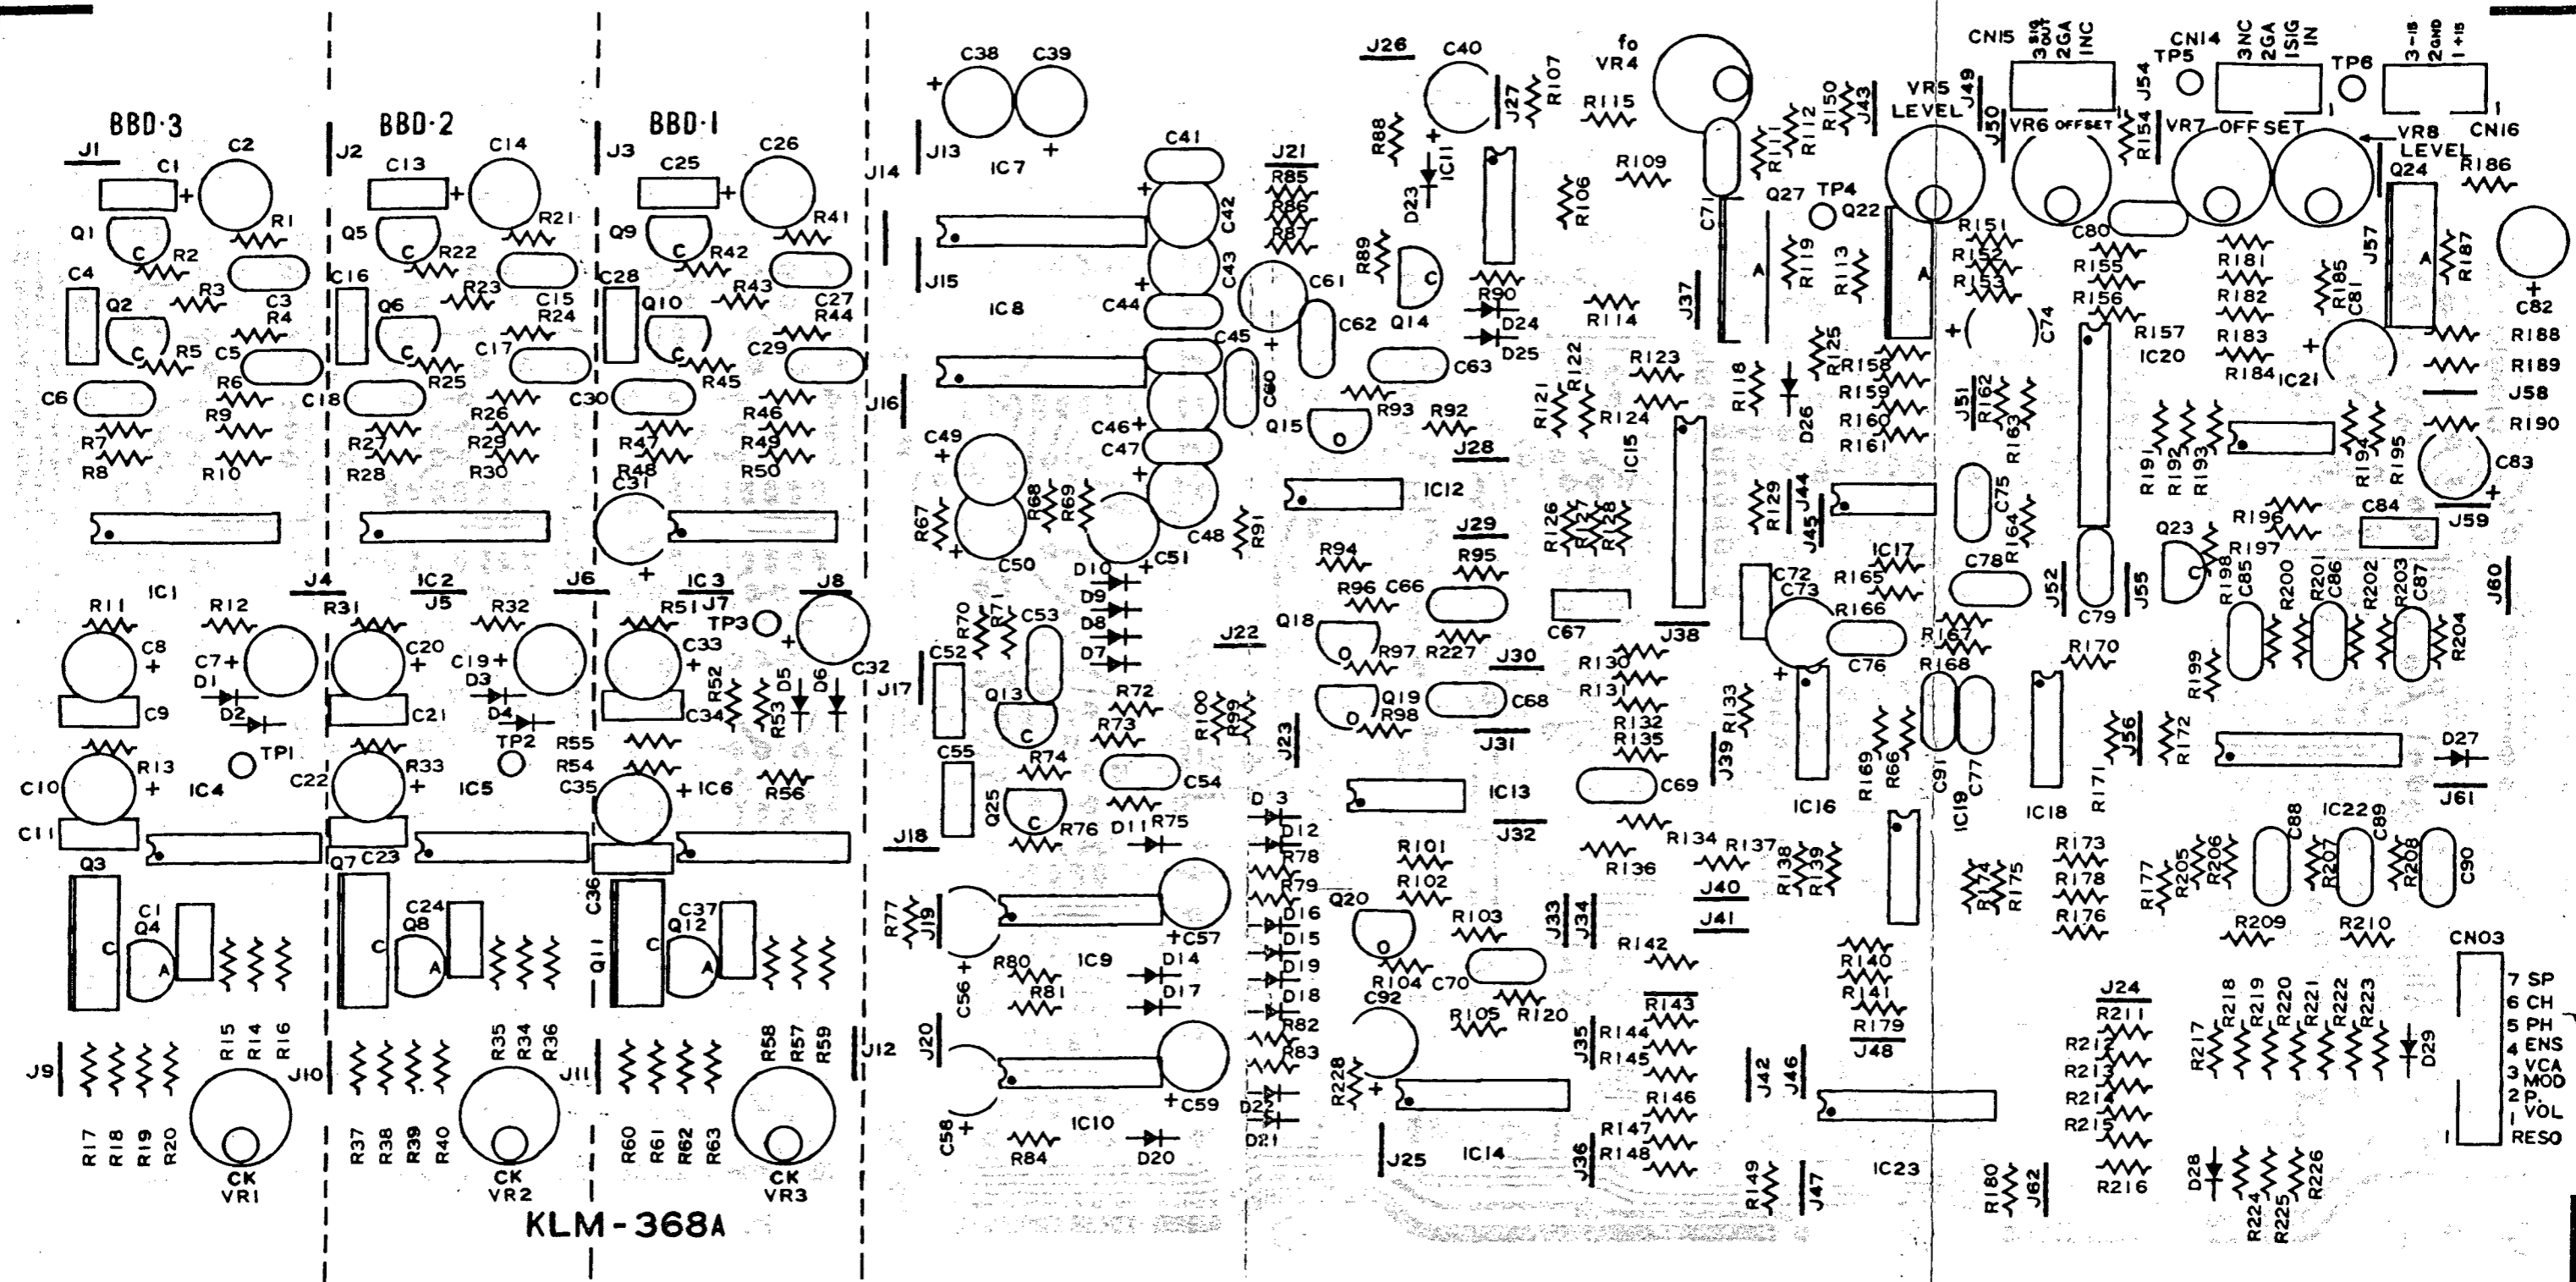 BBD·3
BBD·2
BBD·1
J1
C1
C2
J2
C13
C14
J3
C25
C26
Q1
R1
R2
C4
R3
C3
R4
Q2
R5
C5
R6
C6
R9
R7
R8
R10
Q5
R21
R22
C16
R23
C15
R24
Q6
C17
R25
C18
R26
R27
R29
R28
R30
Q9
R41
R42
C28
R43
C27
R44
Q10
C29
R45
C30
R46
R47
R49
R48
R50
C31
IC1
J4
IC2
J5
J6
IC3
J7
J8
R11
R12
C8
C7
D1
D2
C9
TP1
R13
C10
IC4
C11
R31
R32
C20
C19
D3
D4
C21
TP2
R33
C22
IC5
C23
R51
TP3
C33
C32
R52
R53
D5
D6
C34
R55
R54
C35
IC6
R56
C36
Q3
C1
Q4
C
A
R15
R14
R16
J9
R17
R18
R19
R20
CK
VR1
Q7
C24
Q8
C
A
R35
R34
R36
J10
R37
R38
R39
R40
CK
VR2
Q11
C37
Q12
C
A
R58
R57
R59
J11
R60
R61
R62
R63
CK
VR3
J12
KLM-368A
C38
C39
J13
J14
IC7
J15
IC8
J16
C41
C42
C43
C44
C45
C46
C47
C48
C49
C50
C51
R67
R68
R69
D10
D9
D8
D7
R70
R71
C53
C52
J17
Q13
R72
R73
R74
C54
C55
Q25
R75
D11
R76
J18
R77
J19
C57
C56
R80
R81
IC9
D14
D17
J20
C59
C58
IC10
R84
D20
J21
R85
R86
R87
C61
C62
C60
R91
J22
R100
R99
J23
D12
R78
R79
D16
D15
D19
D18
R82
R83
D21
J26
C40
J27
R107
R88
D23
IC11
R106
R89
Q14
R90
D24
D25
C63
R93
R92
Q15
J28
IC12
J29
R94
R95
R96
C66
Q18
R97
R227
J30
Q19
C68
R98
J31
IC13
J32
R101
R102
Q20
R103
R104
C70
C92
R105
R120
R228
J25
IC14
fo
VR4
R115
R109
R114
R111
R112
C71
Q27
TP4
R119
R113
J37
R150
J43
Q22
A
A
R123
R122
R121
R124
IC15
R118
D26
R125
R126
R127
R128
R129
J44
J45
C67
J38
R130
R131
R132
R135
C69
R133
J39
R134
R136
R137
R138
R139
J33
J34
J40
J41
R142
R143
R144
R145
R146
R147
R148
J35
J36
R149
J42
J46
J47
IC17
C72
C73
R165
R166
C76
IC16
R169
R66
C91
C77
IC19
R140
R141
R179
J48
IC23
VR5
LEVEL
J49
J50
R151
R152
R153
R158
R159
R160
R161
CN15
3 SIG OUT
2GA
1NC
J54
VR6 OFFSET
R154
C80
R155
R156
C74
R157
IC20
J51
R162
R163
C75
R164
C78
J52
C79
J55
R167
R168
R170
IC18
R171
J56
R172
R173
R178
R176
R174
R175
R177
CN14
TP5
3NC
2GA
1SIG
IN
TP6
3 -15
2 GND
1 +15
CN16
VR7 OFFSET
VR8
LEVEL
R186
Q24
A
J57
R187
R181
R182
R183
R184
R185
C81
IC21
C82
R188
R189
J58
R190
R191
R192
R193
R194
R195
C83
J59
C84
Q23
R196
R197
R198
C85
R200
R201
C86
R202
R203
C87
R204
J60
R199
D27
J61
IC22
C88
C89
C90
R205
R206
R207
R208
R209
R210
CN03
7 SP
6 CH
5 PH
4 ENS
3 VCA MOD
2 P. VOL
1 RESO
J24
R211
R212
R213
R214
R215
R216
R217
R218
R219
R220
R221
R222
R223
D29
D28
R224
R225
R226
R180
J62